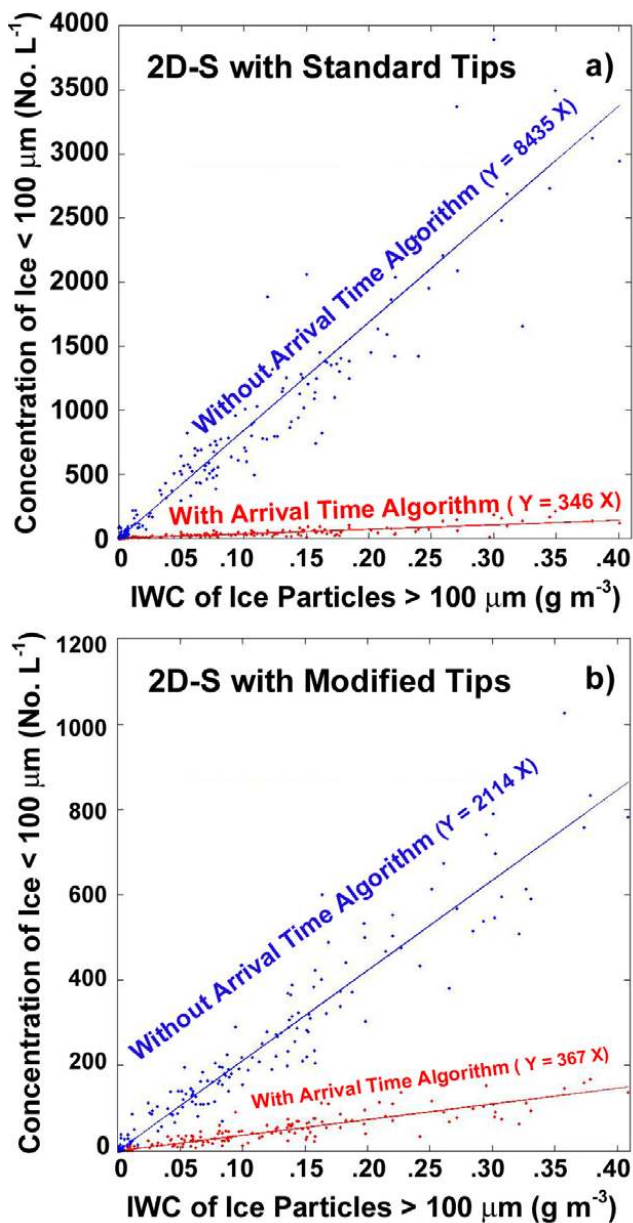 2D-S with Standard Tips a)
Concentration of Ice < 100 μm (No. L⁻¹)
4000
3500
3000
2500
2000
1500
1000
500
0
Without Arrival Time Algorithm (Y = 8435 X)
With Arrival Time Algorithm ( Y = 346 X)
0 .05 .10 .15 .20 .25 .30 .35 .40
IWC of Ice Particles > 100 μm (g m⁻³)
2D-S with Modified Tips b)
Concentration of Ice < 100 μm (No. L⁻¹)
1200
1000
800
600
400
200
0
Without Arrival Time Algorithm (Y = 2114 X)
With Arrival Time Algorithm ( Y = 367 X)
0 .05 .10 .15 .20 .25 .30 .35 .40
IWC of Ice Particles > 100 μm (g m⁻³)